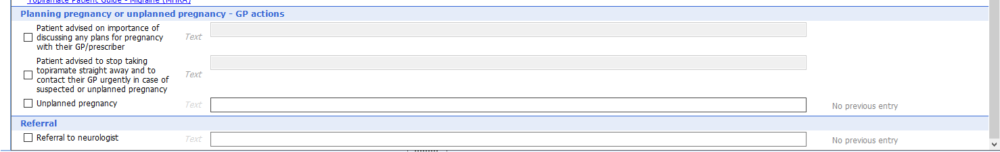 Topiramate Patient Guide - Migraine (MHRA)
Planning pregnancy or unplanned pregnancy - GP actions
Patient advised on importance of
discussing any plans for pregnancy
with their GP/prescriber
Text
Patient advised to stop taking
topiramate straight away and to
contact their GP urgently in case of
suspected or unplanned pregnancy
Text
Unplanned pregnancy
Text
No previous entry
Referral
Referral to neurologist
Text
No previous entry